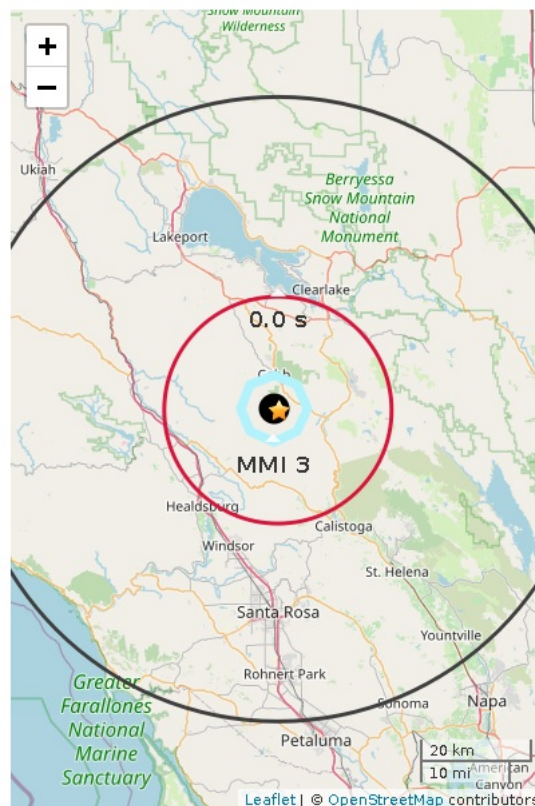 Snow Mountain
Wilderness
+
−
Ukiah
Berryessa
Snow Mountain
National
Monument
Lakeport
Clearlake
0.0 s
MMI 3
Healdsburg
Calistoga
Windsor
St. Helena
Santa Rosa
Yountville
Rohnert Park
Greater
Farallones
National
Marine
Sanctuary
Sonoma
Napa
Petaluma
20 km
10 mi
American
Canyon
Leaflet | © OpenStreetMap contributors